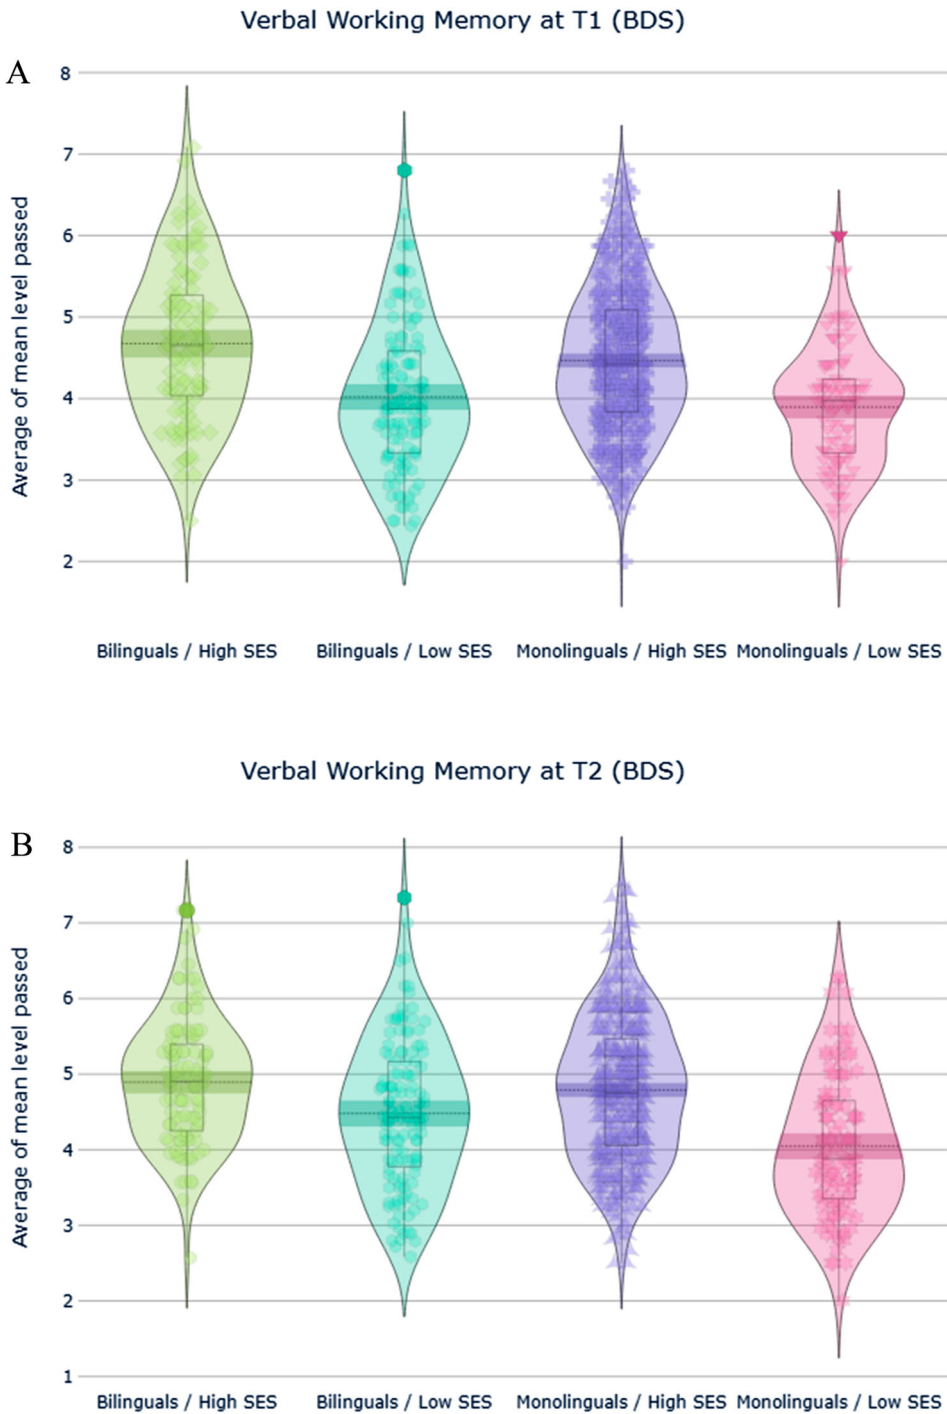 Verbal Working Memory at T1 (BDS)
A
8
7
6
5
4
3
2
Average of mean level passed
Bilinguals / High SES Bilinguals / Low SES Monolinguals / High SES Monolinguals / Low SES
Verbal Working Memory at T2 (BDS)
B
8
7
6
5
4
3
2
1
Average of mean level passed
Bilinguals / High SES Bilinguals / Low SES Monolinguals / High SES Monolinguals / Low SES